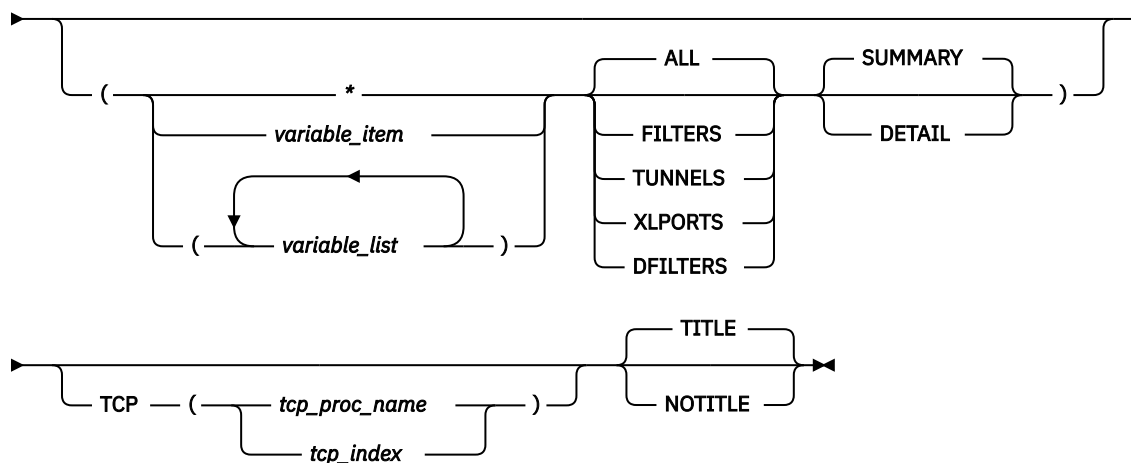 ALL SUMMARY
( * )
variable_item FILTERS DETAIL
TUNNELS
XLPORTS
( variable_list ) DFILTERS
TITLE
TCP ( tcp_proc_name ) NOTITLE
tcp_index